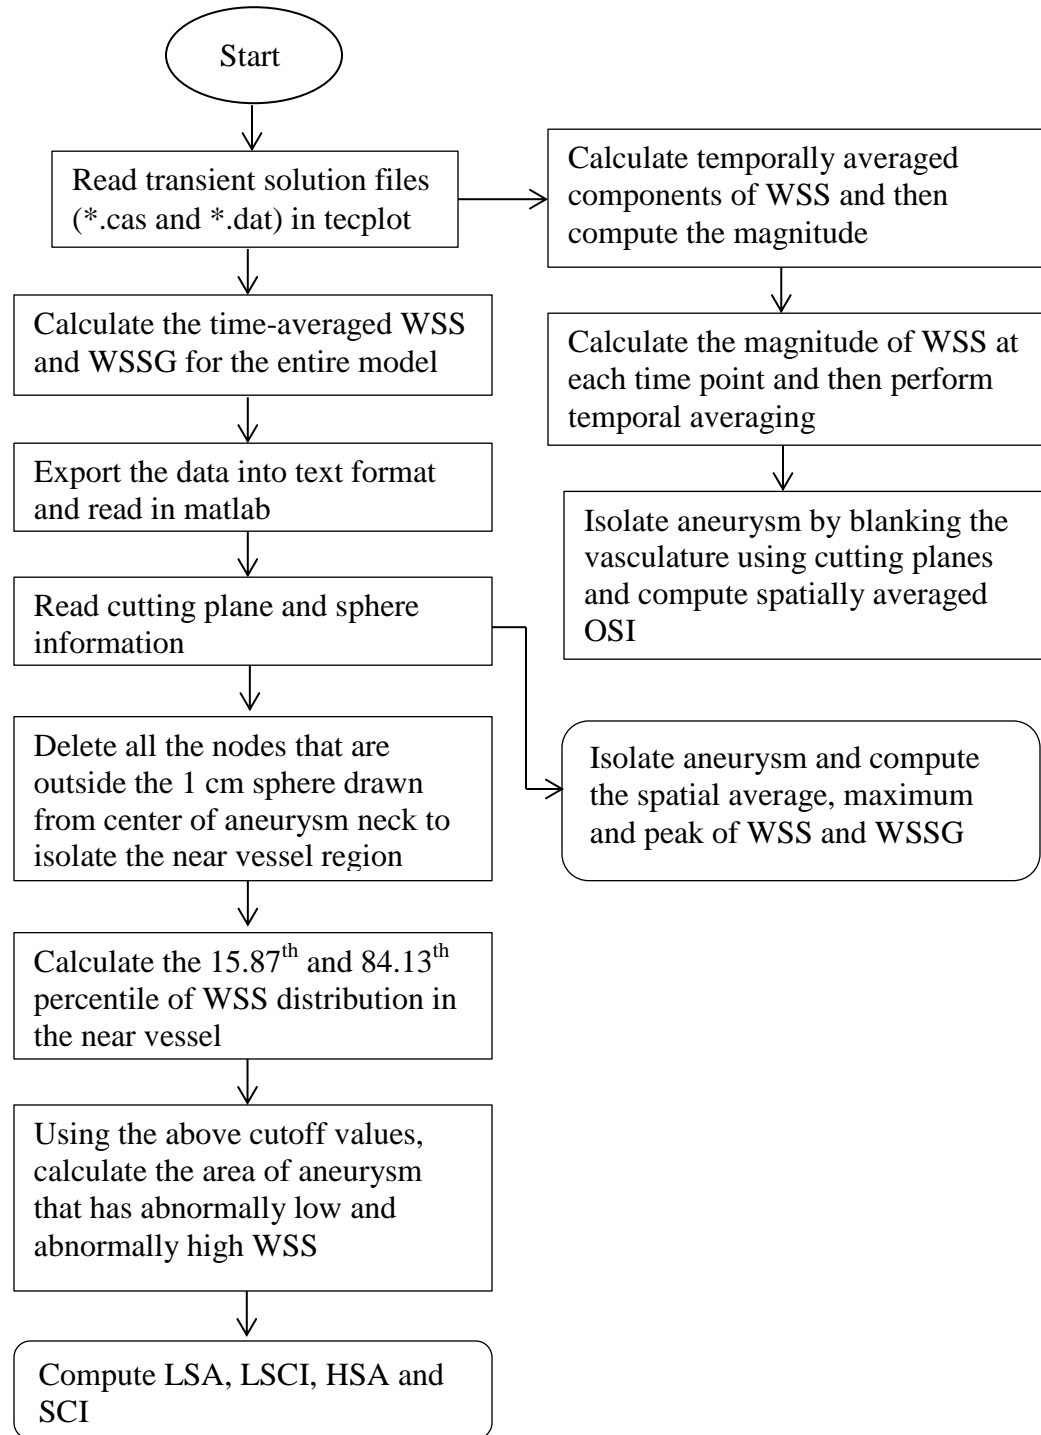 Start
Read transient solution files
(*.cas and *.dat) in tecplot
Calculate temporally averaged
components of WSS and then
compute the magnitude
Calculate the time-averaged WSS
and WSSG for the entire model
Calculate the magnitude of WSS at
each time point and then perform
temporal averaging
Export the data into text format
and read in matlab
Isolate aneurysm by blanking the
vasculature using cutting planes
and compute spatially averaged
OSI
Read cutting plane and sphere
information
Delete all the nodes that are
outside the 1 cm sphere drawn
from center of aneurysm neck to
isolate the near vessel region
Isolate aneurysm and compute
the spatial average, maximum
and peak of WSS and WSSG
Calculate the 15.87th and 84.13th
percentile of WSS distribution in
the near vessel
Using the above cutoff values,
calculate the area of aneurysm
that has abnormally low and
abnormally high WSS
Compute LSA, LSCI, HSA and
SCI